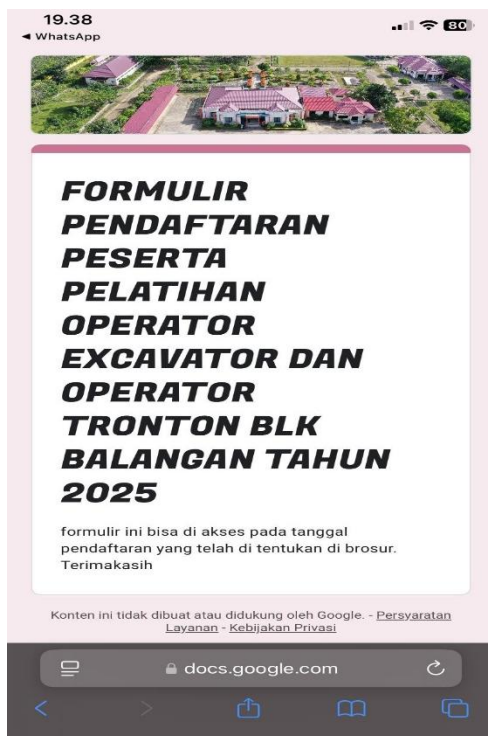 19.38
80
◀ WhatsApp
FORMULIR
PENDAFTARAN
PESERTA
PELATIHAN
OPERATOR
EXCAVATOR DAN
OPERATOR
TRONTON BLK
BALANGAN TAHUN
2025
formulir ini bisa di akses pada tanggal
pendaftaran yang telah di tentukan di brosur.
Terimakasih
Konten ini tidak dibuat atau didukung oleh Google. - Persyaratan
Layanan - Kebijakan Privasi
docs.google.com